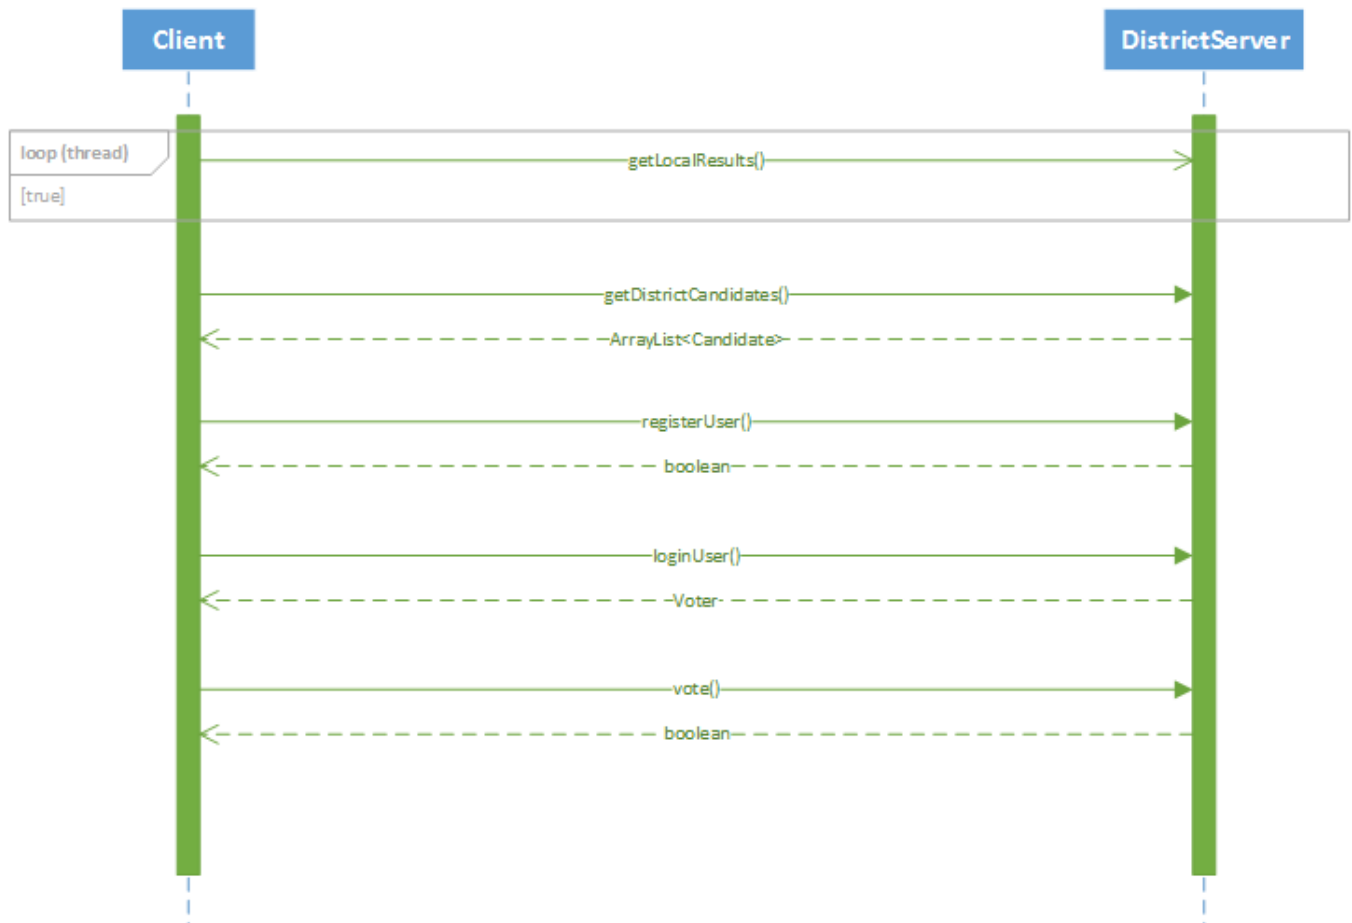 Client
DistrictServer
loop (thread)
getLocalResults()
[true]
getDistrictCandidates()
ArrayList<Candidate>
registerUser()
boolean
loginUser()
Voter
vote()
boolean